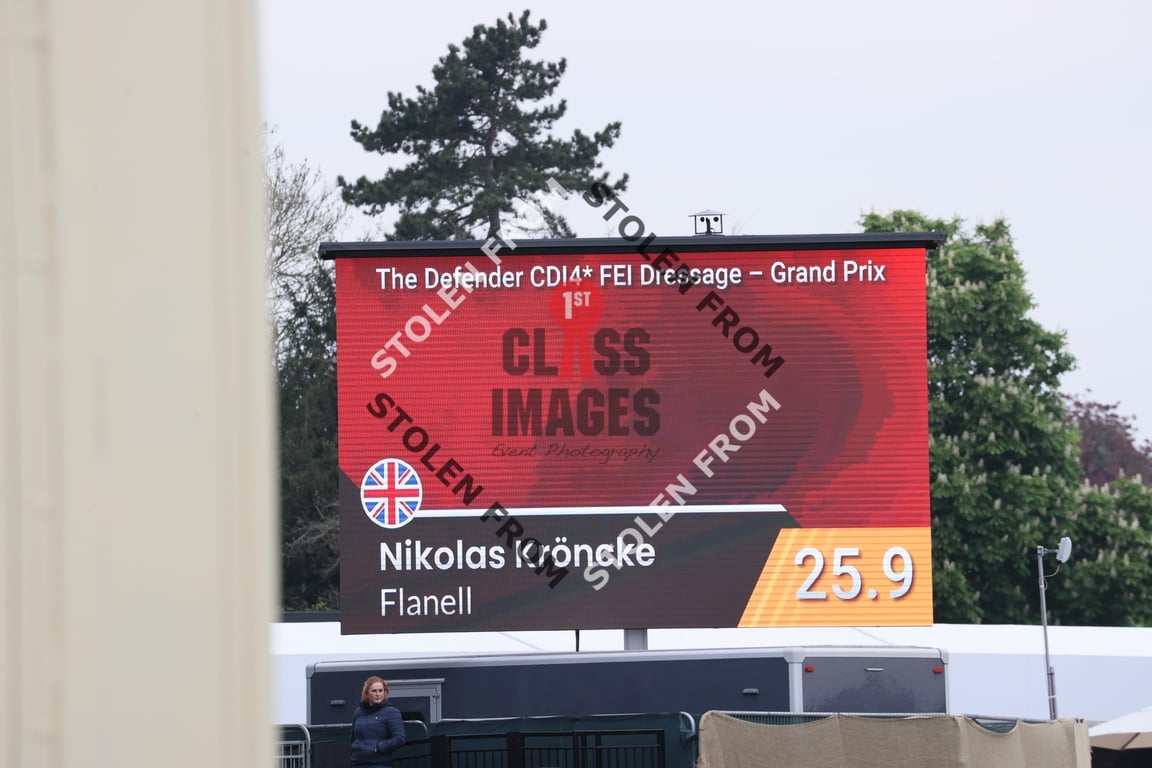 The Defender CDI4* FEI Dressage – Grand Prix
STOLEN FROM
STOLEN FROM
1ST
CLASS
IMAGES
Event Photography
STOLEN FROM
STOLEN FROM
Nikolas Kröncke
Flanell
25.9